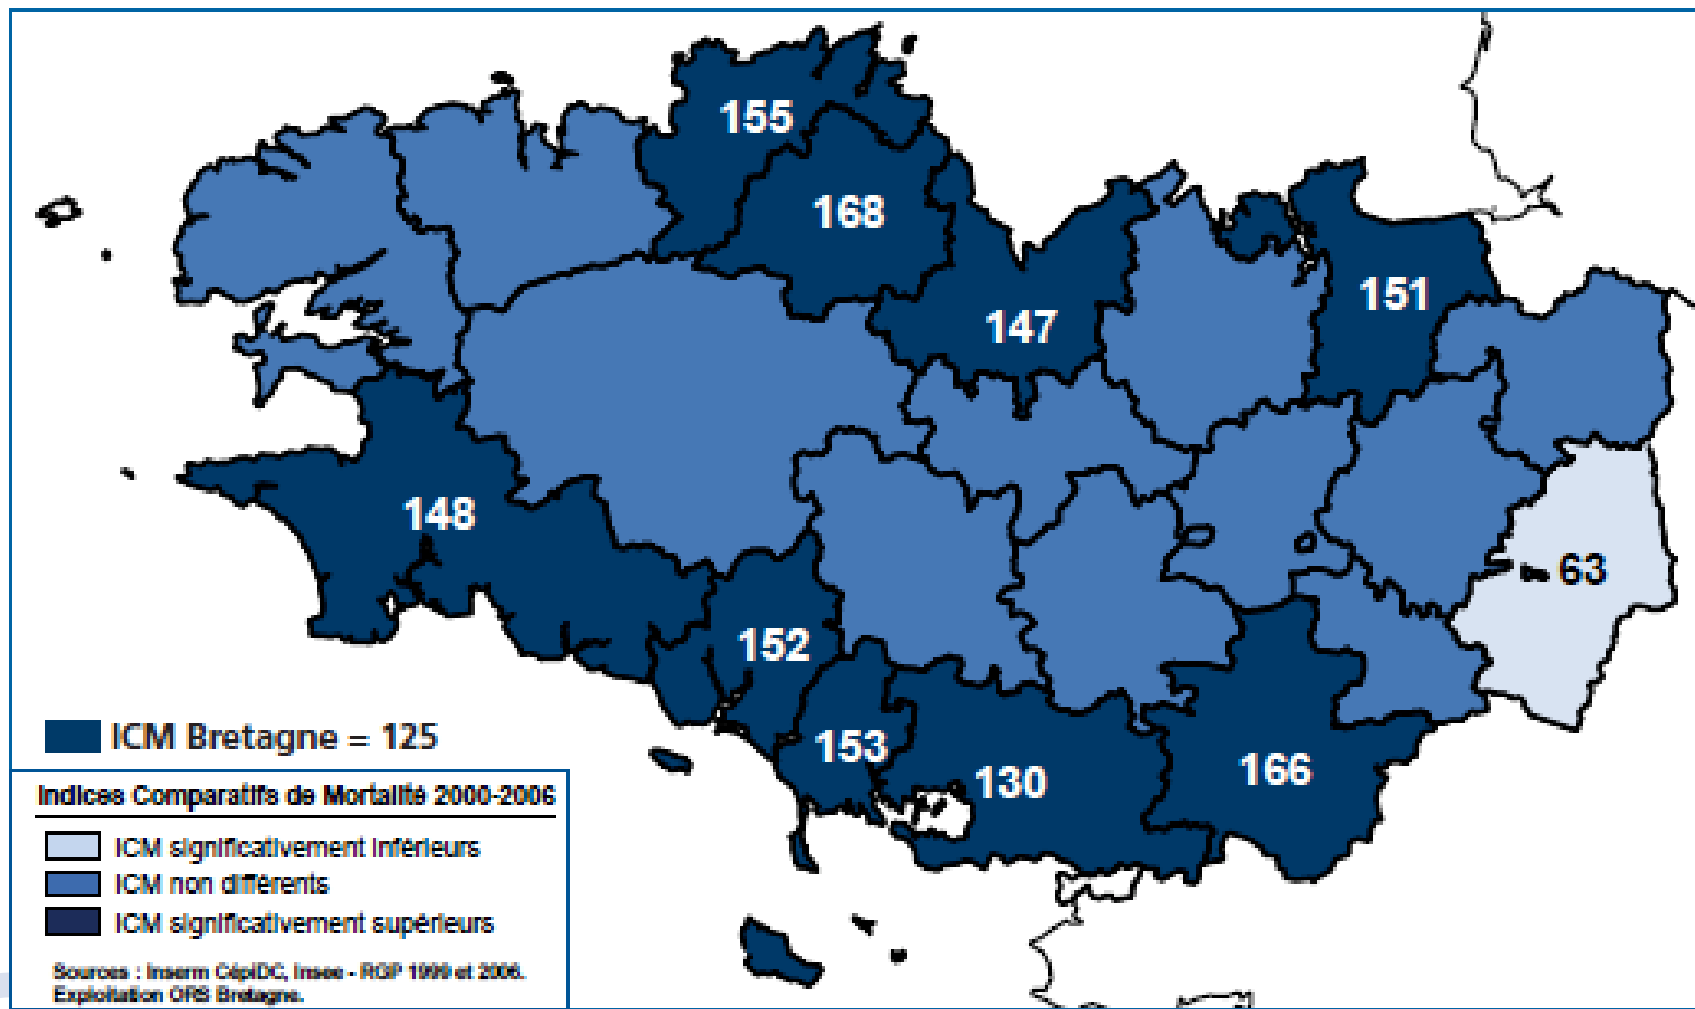 155
168
151
147
148
63
152
153
130
166
ICM Bretagne = 125
Indices Comparatifs de Mortalité 2000-2006
ICM significativement inférieurs
ICM non différents
ICM significativement supérieurs
Sources : Inserm CépiDC, Insee - RGP 1999 et 2006.
Exploitation ORS Bretagne.